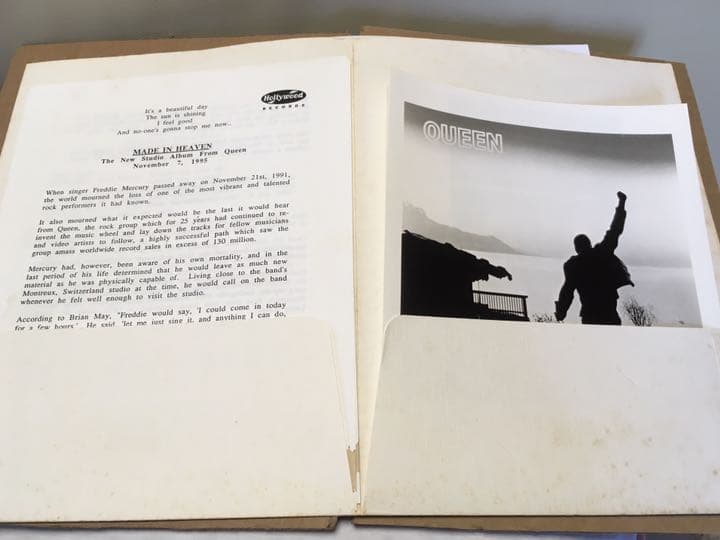 It's a beautiful day
The sun is shining
I feel good
And no-one's gonna stop me now..
Hollywood
RECORDS
MADE IN HEAVEN
The New Studio Album From Queen
November 7, 1995
When singer Freddie Mercury passed away on November 21st, 1991,
the world mourned the loss of one of the most vibrant and talented
rock performers it had known.
It also mourned what it expected would be the last it would hear
from Queen, the rock group which for 25 years had continued to re-
invent the music wheel and lay down the tracks for fellow musicians
and video artists to follow, a highly successful path which saw the
group amass worldwide record sales in excess of 130 million.
Mercury had, however, been aware of his own mortality, and in the
last period of his life determined that he would leave as much new
material as he was physically capable of. Living close to the band's
Montreux, Switzerland studio at the time, he would call on the band
whenever he felt well enough to visit the studio.
According to Brian May, "Freddie would say, 'I could come in today
for a few hours.' He said 'let me just sing it, and anything I can do,
QUEEN